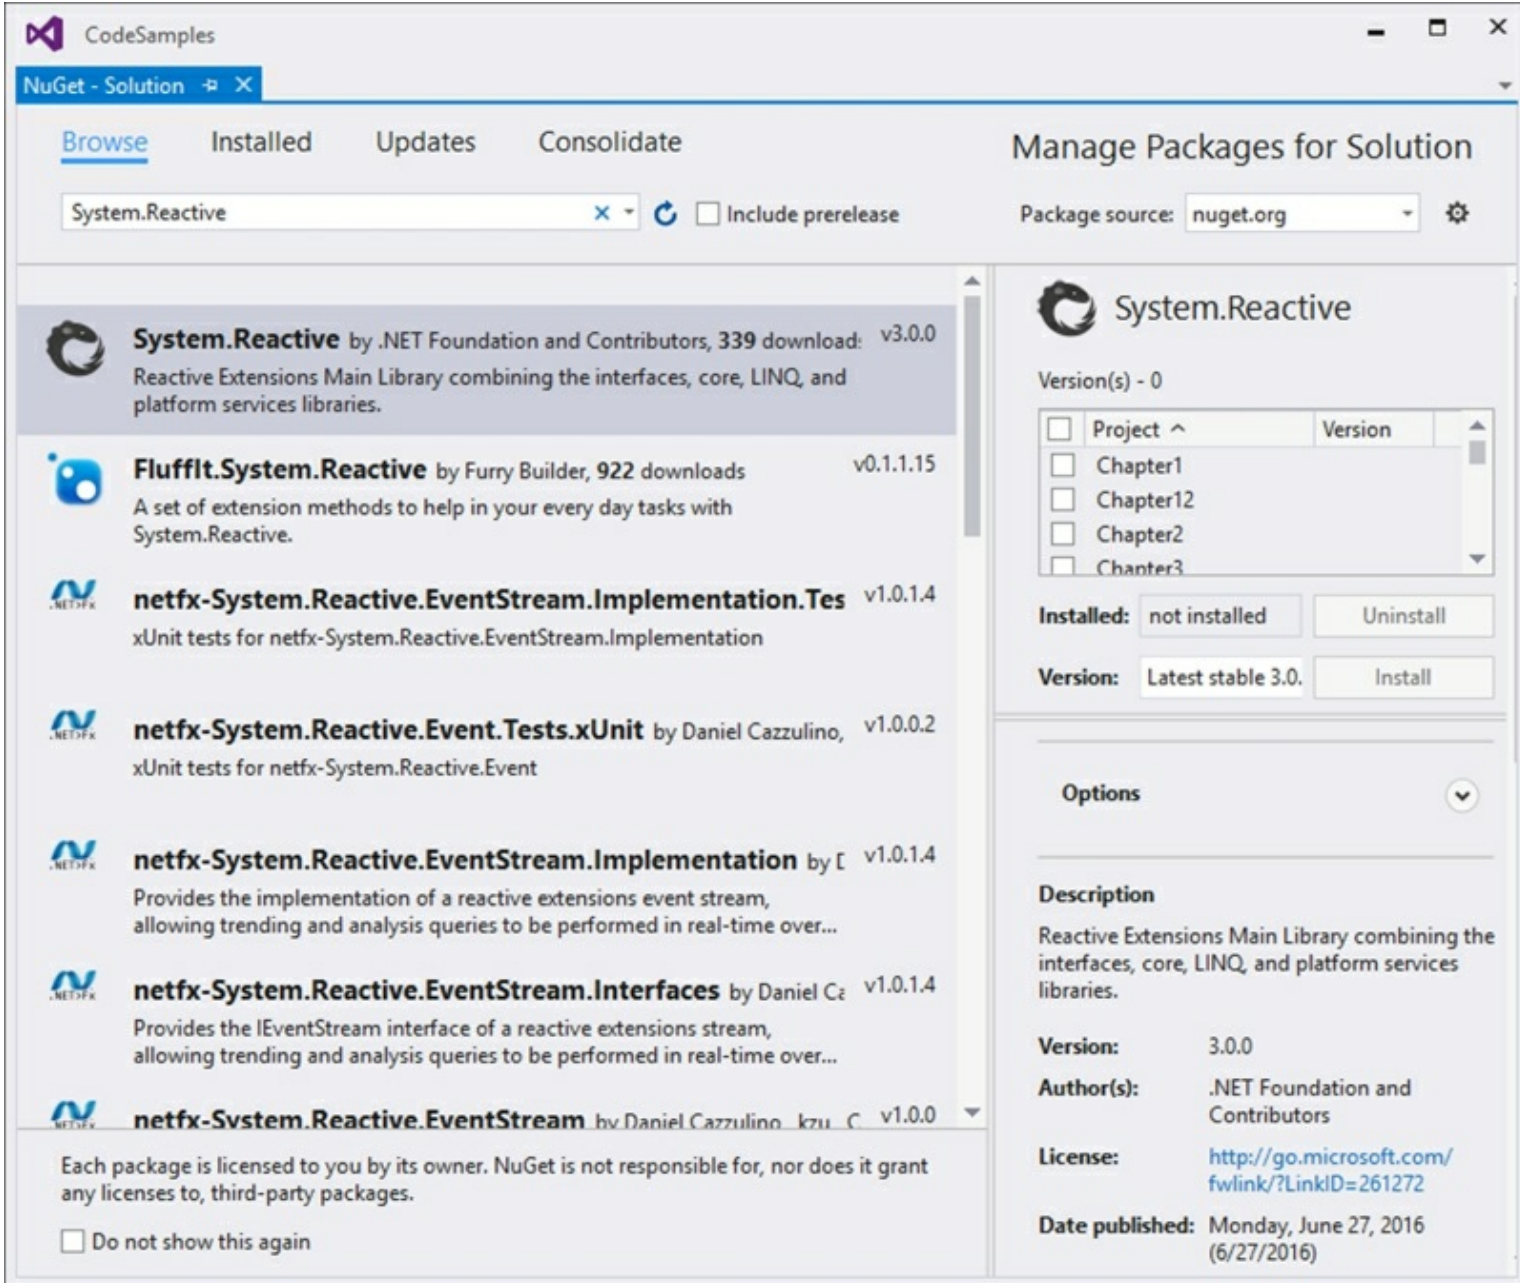 CodeSamples
NuGet - Solution
Browse Installed Updates Consolidate
Manage Packages for Solution
System.Reactive
Include prerelease
Package source: nuget.org
System.Reactive by .NET Foundation and Contributors, 339 downloads v3.0.0
Reactive Extensions Main Library combining the interfaces, core, LINQ, and
platform services libraries.
FluffIt.System.Reactive by Furry Builder, 922 downloads v0.1.1.15
A set of extension methods to help in your every day tasks with
System.Reactive.
.NETFx
netfx-System.Reactive.EventStream.Implementation.Tes v1.0.1.4
xUnit tests for netfx-System.Reactive.EventStream.Implementation
.NETFx
netfx-System.Reactive.Event.Tests.xUnit by Daniel Cazzulino, v1.0.0.2
xUnit tests for netfx-System.Reactive.Event
.NETFx
netfx-System.Reactive.EventStream.Implementation by D v1.0.1.4
Provides the implementation of a reactive extensions event stream,
allowing trending and analysis queries to be performed in real-time over...
.NETFx
netfx-System.Reactive.EventStream.Interfaces by Daniel Ca v1.0.1.4
Provides the IEventStream interface of a reactive extensions stream,
allowing trending and analysis queries to be performed in real-time over...
.NETFx
netfx-System.Reactive.EventStream by Daniel Cazzulino kzu C v1.0.0
Each package is licensed to you by its owner. NuGet is not responsible for, nor does it grant
any licenses to, third-party packages.
Do not show this again
System.Reactive
Version(s) - 0
Project Version
Chapter1
Chapter12
Chapter2
Chapter3
Installed: not installed Uninstall
Version: Latest stable 3.0. Install
Options
Description
Reactive Extensions Main Library combining the
interfaces, core, LINQ, and platform services
libraries.
Version: 3.0.0
Author(s): .NET Foundation and
Contributors
License: http://go.microsoft.com/
fwlink/?LinkID=261272
Date published: Monday, June 27, 2016
(6/27/2016)